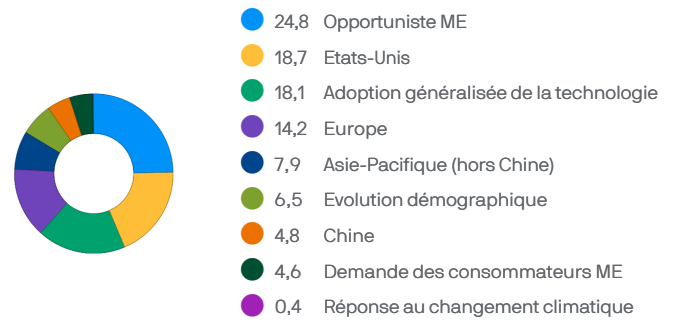 24,8 Opportuniste ME
18,7 Etats-Unis
18,1 Adoption généralisée de la technologie
14,2 Europe
7,9 Asie-Pacifique (hors Chine)
6,5 Evolution démographique
4,8 Chine
4,6 Demande des consommateurs ME
0,4 Réponse au changement climatique